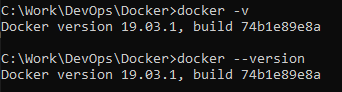 C:\Work\DevOps\Docker>docker -v
Docker version 19.03.1, build 74b1e89e8a
C:\Work\DevOps\Docker>docker --version
Docker version 19.03.1, build 74b1e89e8a